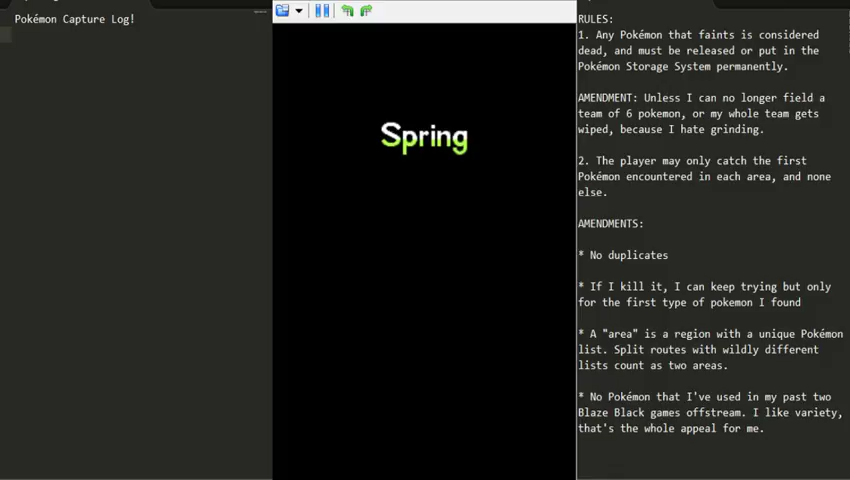 Pokémon Capture Log!
Spring
RULES:
1. Any Pokémon that faints is considered
dead, and must be released or put in the
Pokémon Storage System permanently.
AMENDMENT: Unless I can no longer field a
team of 6 pokemon, or my whole team gets
wiped, because I hate grinding.
2. The player may only catch the first
Pokémon encountered in each area, and none
else.
AMENDMENTS:
* No duplicates
* If I kill it, I can keep trying but only
for the first type of pokemon I found
* A "area" is a region with a unique Pokémon
list. Split routes with wildly different
lists count as two areas.
* No Pokémon that I've used in my past two
Blaze Black games offstream. I like variety,
that's the whole appeal for me.